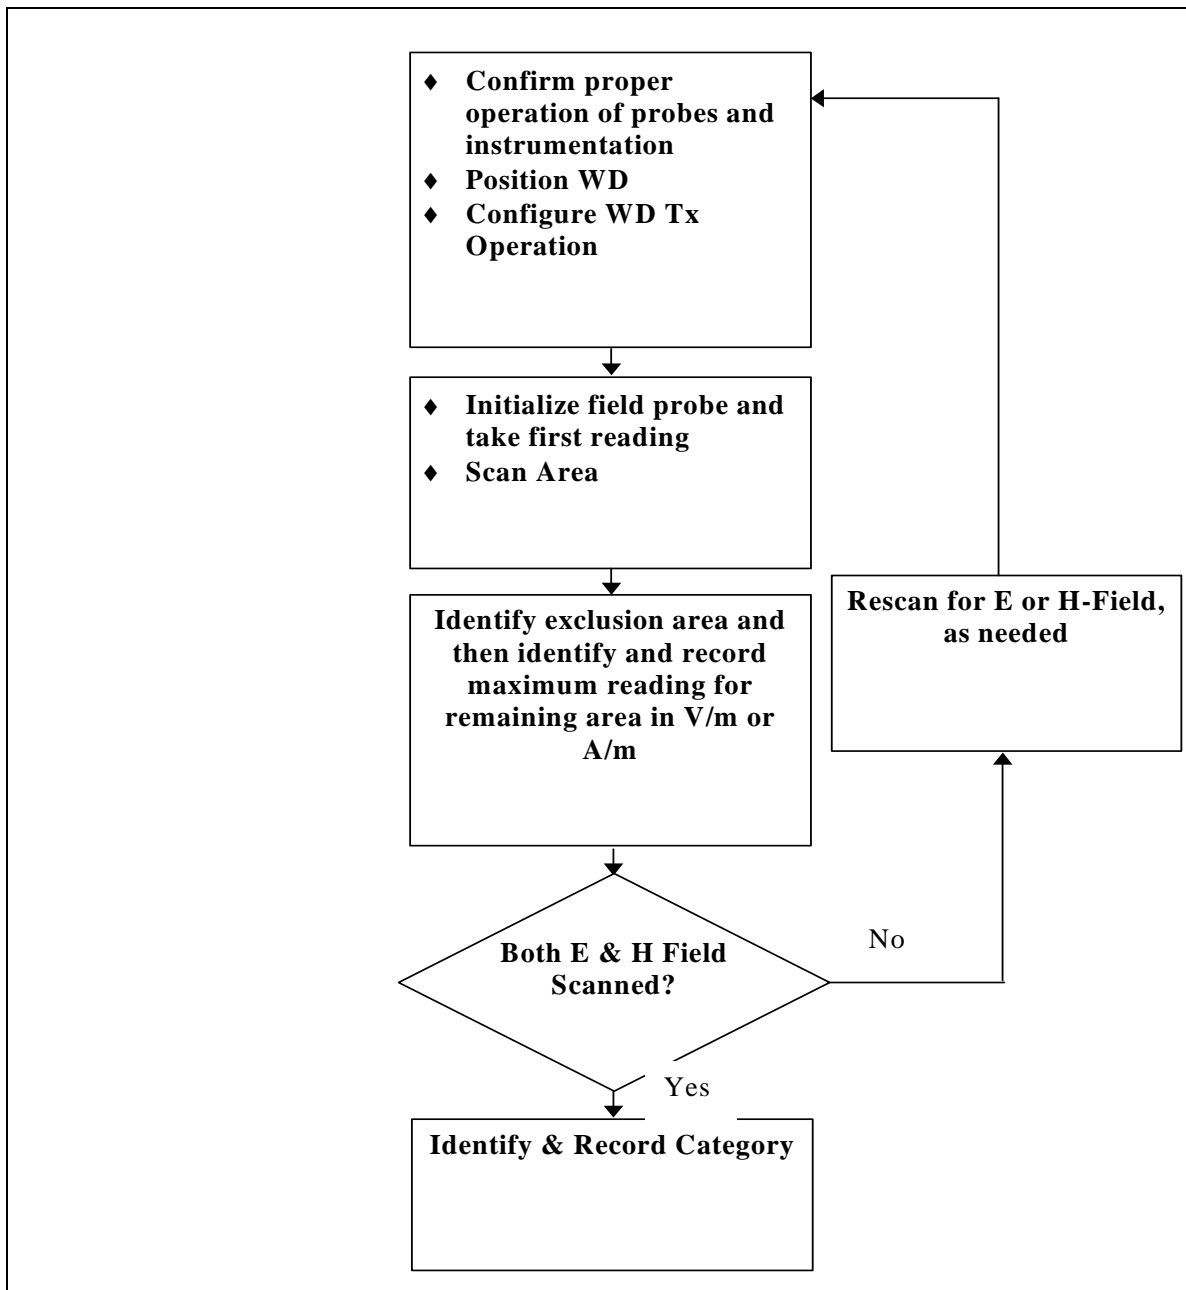 ♦ Confirm proper
operation of probes and
instrumentation
♦ Position WD
♦ Configure WD Tx
Operation
♦ Initialize field probe and
take first reading
♦ Scan Area
Identify exclusion area and
then identify and record
maximum reading for
remaining area in V/m or
A/m
Rescan for E or H-Field,
as needed
Both E & H Field
Scanned?
No
Yes
Identify & Record Category